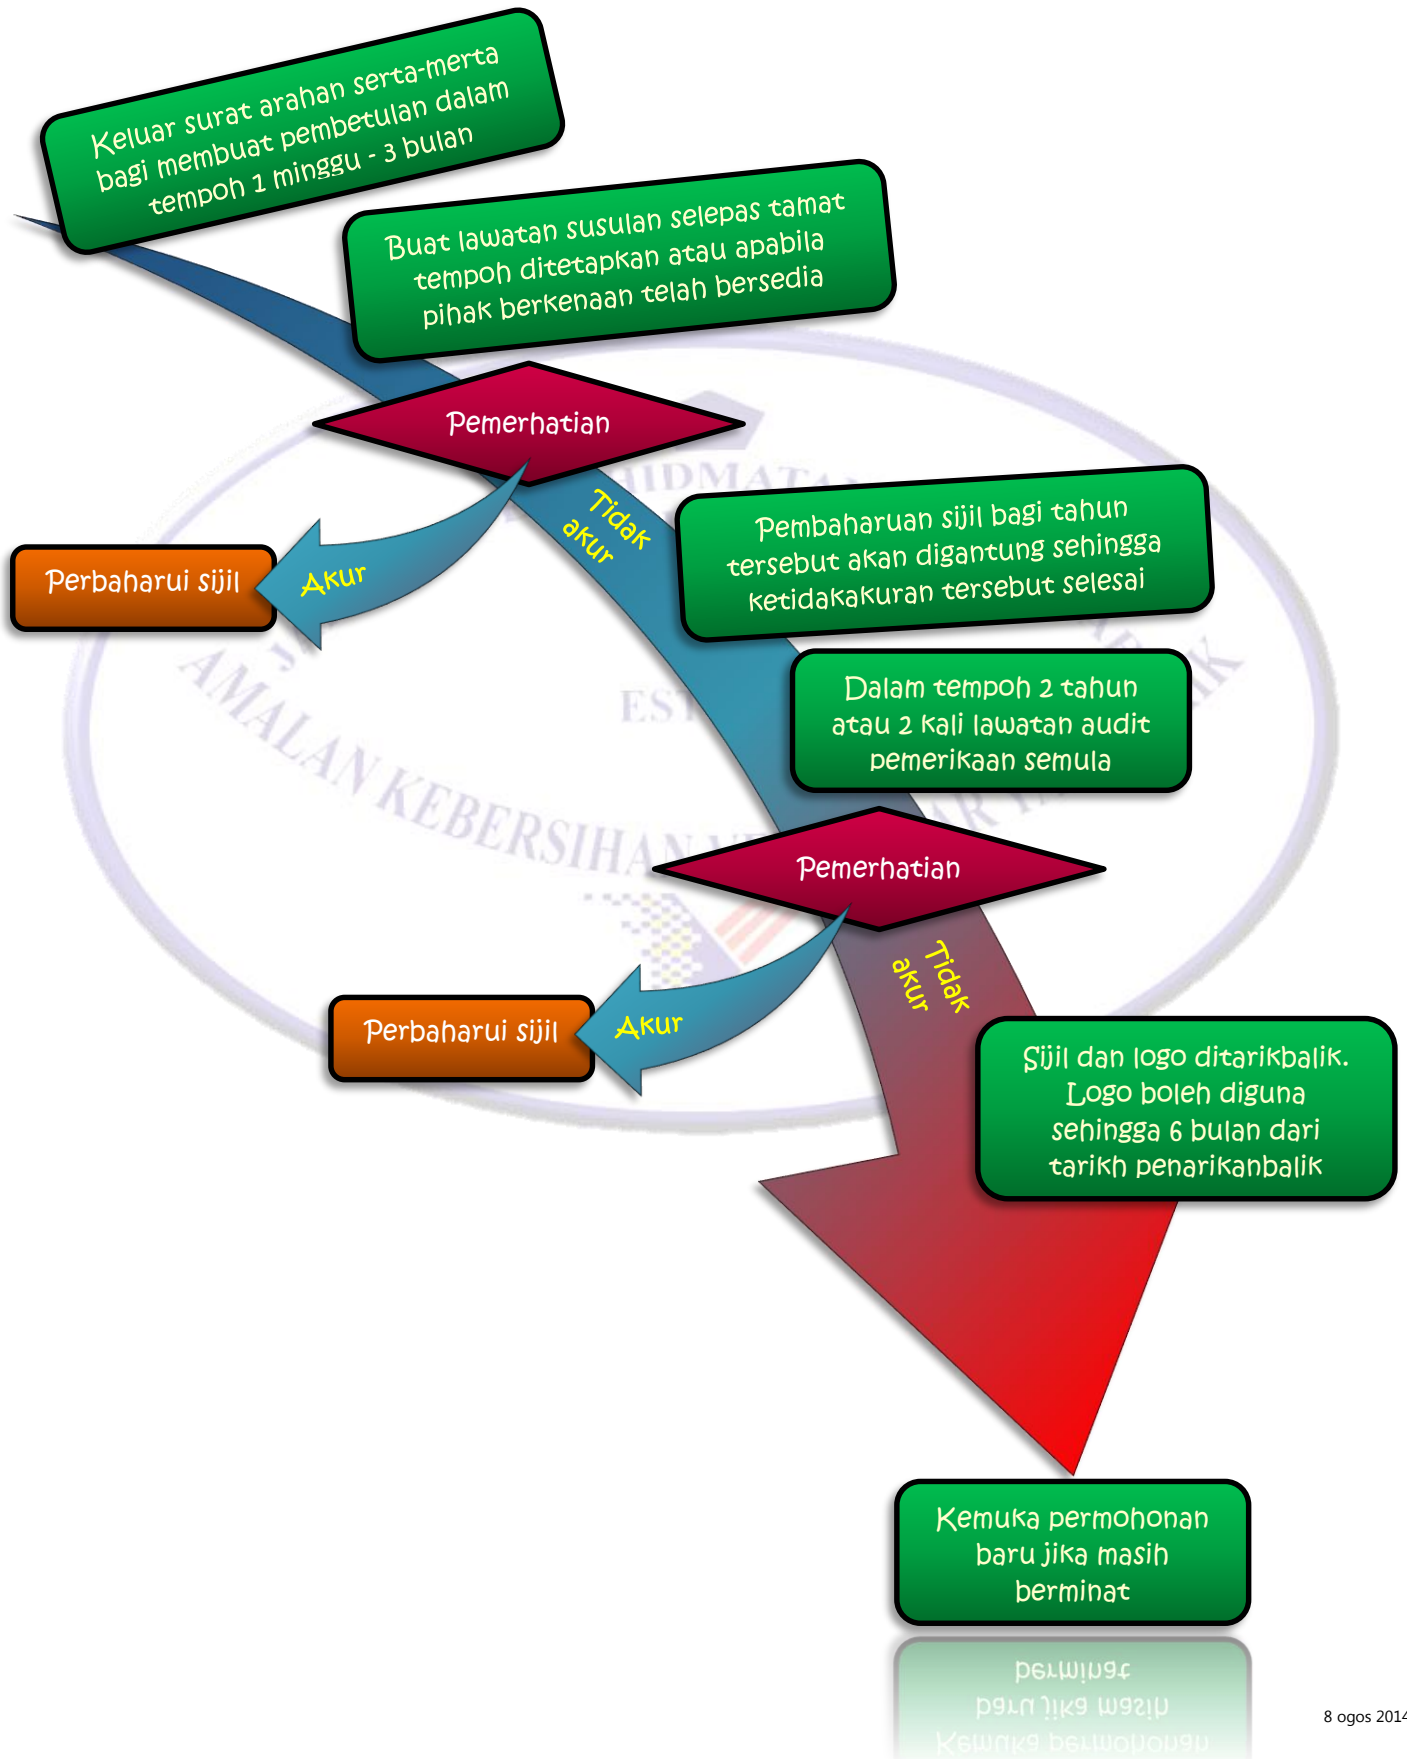 Keluar surat arahan serta-merta
bagi membuat pembetulan dalam
tempoh 1 minggu - 3 bulan
Buat lawatan susulan selepas tamat
tempoh ditetapkan atau apabila
pihak berkenaan telah bersedia
Pemerhatian
Tidak
akur
Akur
Perbaharui sijil
Pembaharuan sijil bagi tahun
tersebut akan digantung sehingga
ketidakakuran tersebut selesai
Dalam tempoh 2 tahun
atau 2 kali lawatan audit
pemerikaan semula
AMALAN KEBERSIHAN
Pemerhatian
Tidak
akur
Akur
Perbaharui sijil
Sijil dan logo ditarikbalik.
Logo boleh diguna
sehingga 6 bulan dari
tarikh penarikanbalik
Kemuka permohonan
baru jika masih
berminat
8 ogos 2014